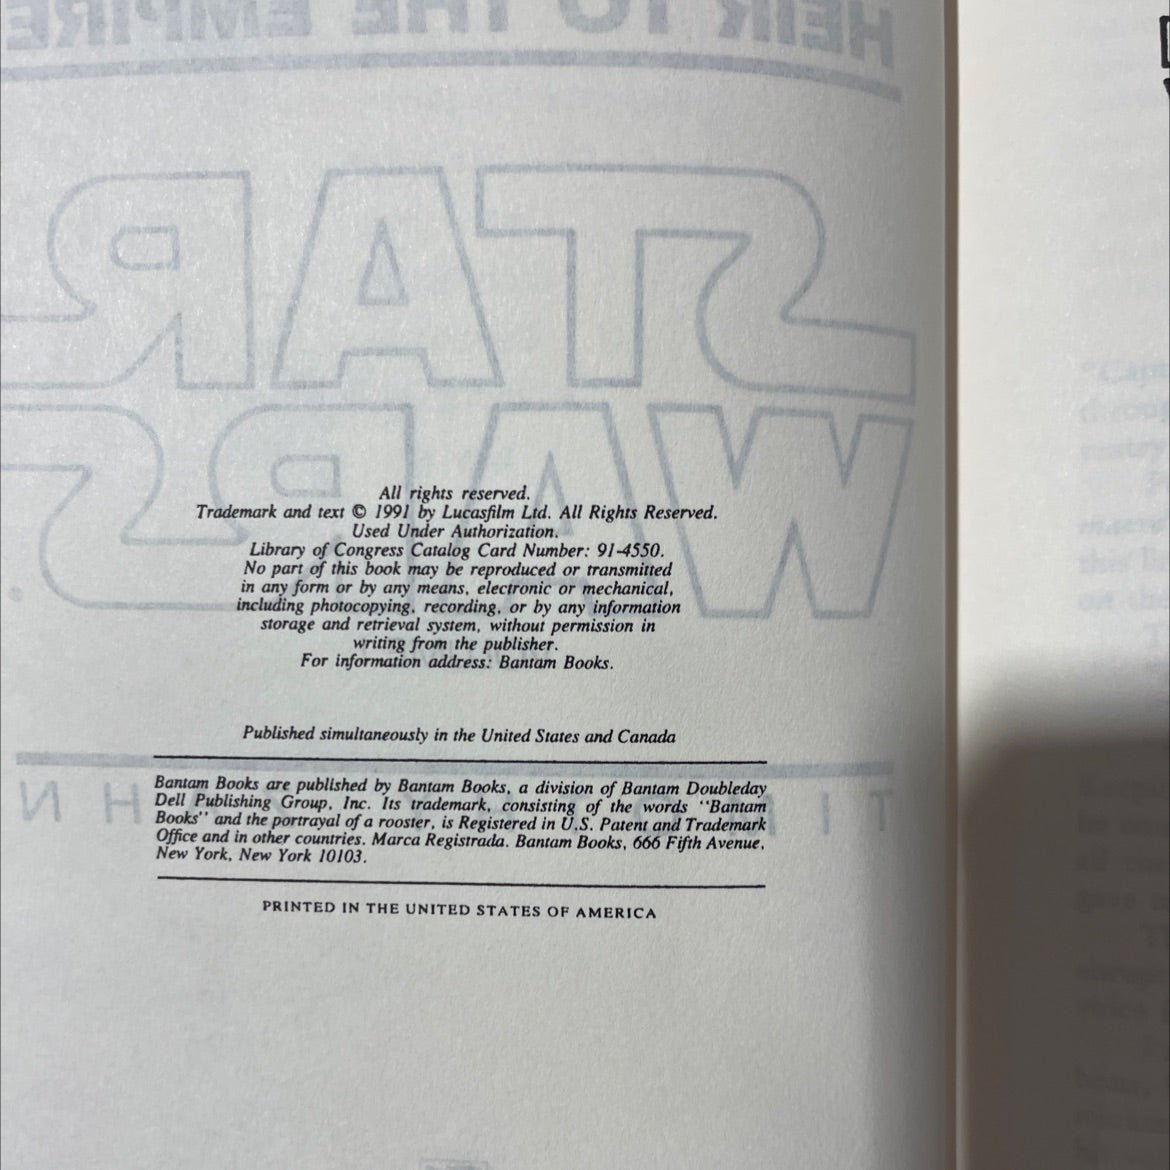 HEIR TO THE EMPIRE
STAR
WARS
All rights reserved.
Trademark and text © 1991 by Lucasfilm Ltd. All Rights Reserved.
Used Under Authorization.
Library of Congress Catalog Card Number: 91-4550.
No part of this book may be reproduced or transmitted
in any form or by any means, electronic or mechanical,
including photocopying, recording, or by any information
storage and retrieval system, without permission in
writing from the publisher.
For information address: Bantam Books.
Published simultaneously in the United States and Canada
Bantam Books are published by Bantam Books, a division of Bantam Doubleday
Dell Publishing Group, Inc. Its trademark, consisting of the words "Bantam
Books" and the portrayal of a rooster, is Registered in U.S. Patent and Trademark
Office and in other countries. Marca Registrada. Bantam Books, 666 Fifth Avenue,
New York, New York 10103.
PRINTED IN THE UNITED STATES OF AMERICA